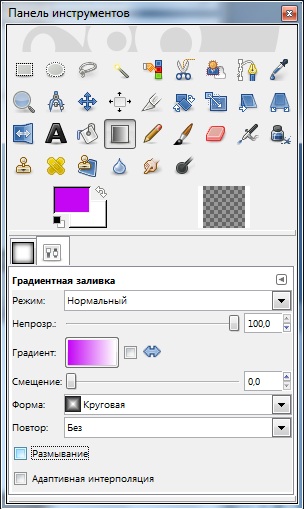 Панель инструментов
Градиентная заливка
Режим: Нормальный
Непрозр.: 100,0
Градиент:
Смещение: 0,0
Форма: Круговая
Повтор: Без
Размывание
Адаптивная интерполяция